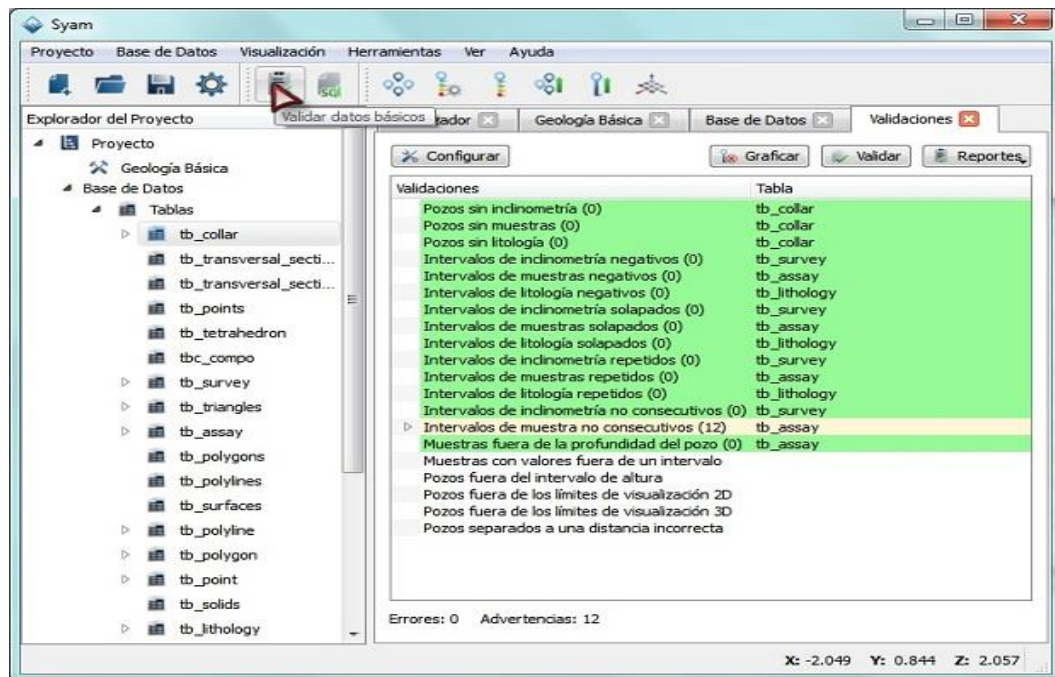 Syam
Proyecto Base de Datos Visualización Herramientas Ver Ayuda
SQL
Validar datos básicos
Explorador del Proyecto
Proyecto
Geología Básica
Base de Datos
Tablas
tb_collar
tb_transversal_secti...
tb_transversal_secti...
tb_points
tb_tetrahedron
tbc_compo
tb_survey
tb_triangles
tb_assay
tb_polygons
tb_polylines
tb_surfaces
tb_polyline
tb_polygon
tb_point
tb_solids
tb_lithology
Geología Básica Base de Datos Validaciones
Configurar Graficar Validar Reportes
Validaciones Tabla
Pozos sin inclinometría (0) tb_collar
Pozos sin muestras (0) tb_collar
Pozos sin litología (0) tb_collar
Intervalos de inclinometría negativos (0) tb_survey
Intervalos de muestras negativos (0) tb_assay
Intervalos de litología negativos (0) tb_lithology
Intervalos de inclinometría solapados (0) tb_survey
Intervalos de muestras solapados (0) tb_assay
Intervalos de litología solapados (0) tb_lithology
Intervalos de inclinometría repetidos (0) tb_survey
Intervalos de muestras repetidos (0) tb_assay
Intervalos de litología repetidos (0) tb_lithology
Intervalos de inclinometría no consecutivos (0) tb_survey
Intervalos de muestra no consecutivos (12) tb_assay
Muestras fuera de la profundidad del pozo (0) tb_assay
Muestras con valores fuera de un intervalo
Pozos fuera del intervalo de altura
Pozos fuera de los límites de visualización 2D
Pozos fuera de los límites de visualización 3D
Pozos separados a una distancia incorrecta
Errores: 0 Advertencias: 12
X: -2.049 Y: 0.844 Z: 2.057